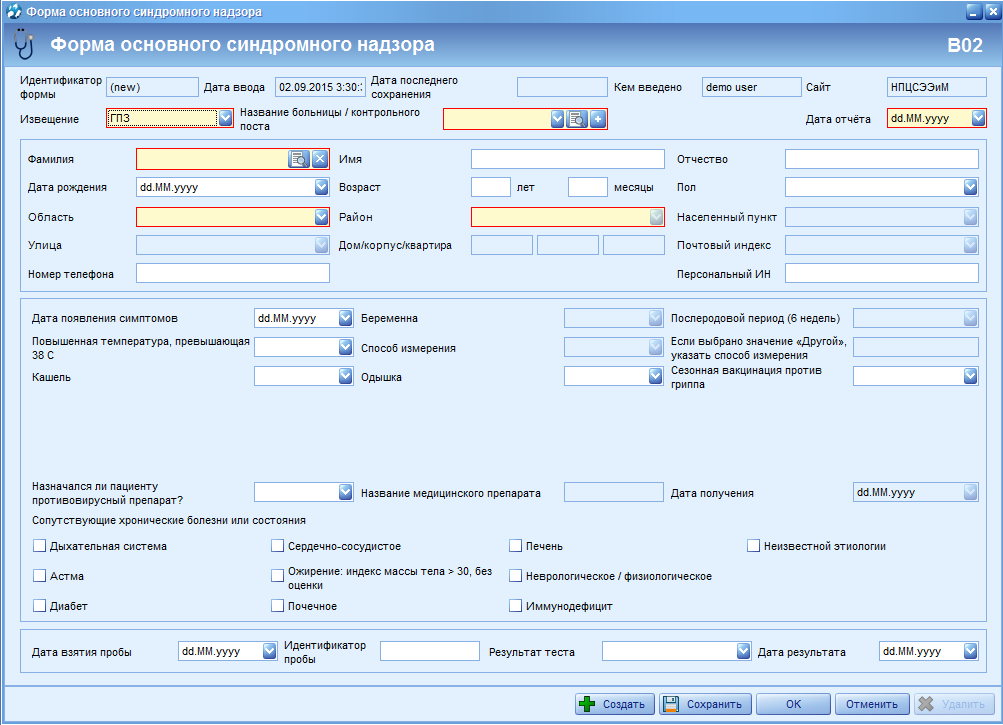 Форма основного синдромного надзора
Форма основного синдромного надзора B02
Идентификатор формы (new) Дата ввода 02.09.2015 3:30: Дата последнего сохранения Кем введено demo user Сайт НПЦСЭЭиМ
Извещение ГПЗ Название больницы / контрольного поста Дата отчёта dd.MM.yyyy
Фамилия Имя Отчество
Дата рождения dd.MM.yyyy Возраст лет месяцы Пол
Область Район Населенный пункт
Улица Дом/корпус/квартира Почтовый индекс
Номер телефона Персональный ИН
Дата появления симптомов dd.MM.yyyy Беременна Послеродовой период (6 недель)
Повышенная температура, превышающая 38 С Способ измерения Если выбрано значение «Другой», указать способ измерения
Кашель Одышка Сезонная вакцинация против гриппа
Назначался ли пациенту противовирусный препарат? Название медицинского препарата Дата получения dd.MM.yyyy
Сопутствующие хронические болезни или состояния
Дыхательная система Сердечно-сосудистое Печень Неизвестной этиологии
Астма Ожирение: индекс массы тела > 30, без оценки Неврологическое / физиологическое
Диабет Почечное Иммунодефицит
Дата взятия пробы dd.MM.yyyy Идентификатор пробы Результат теста Дата результата dd.MM.yyyy
Создать Сохранить OK Отменить Удалить